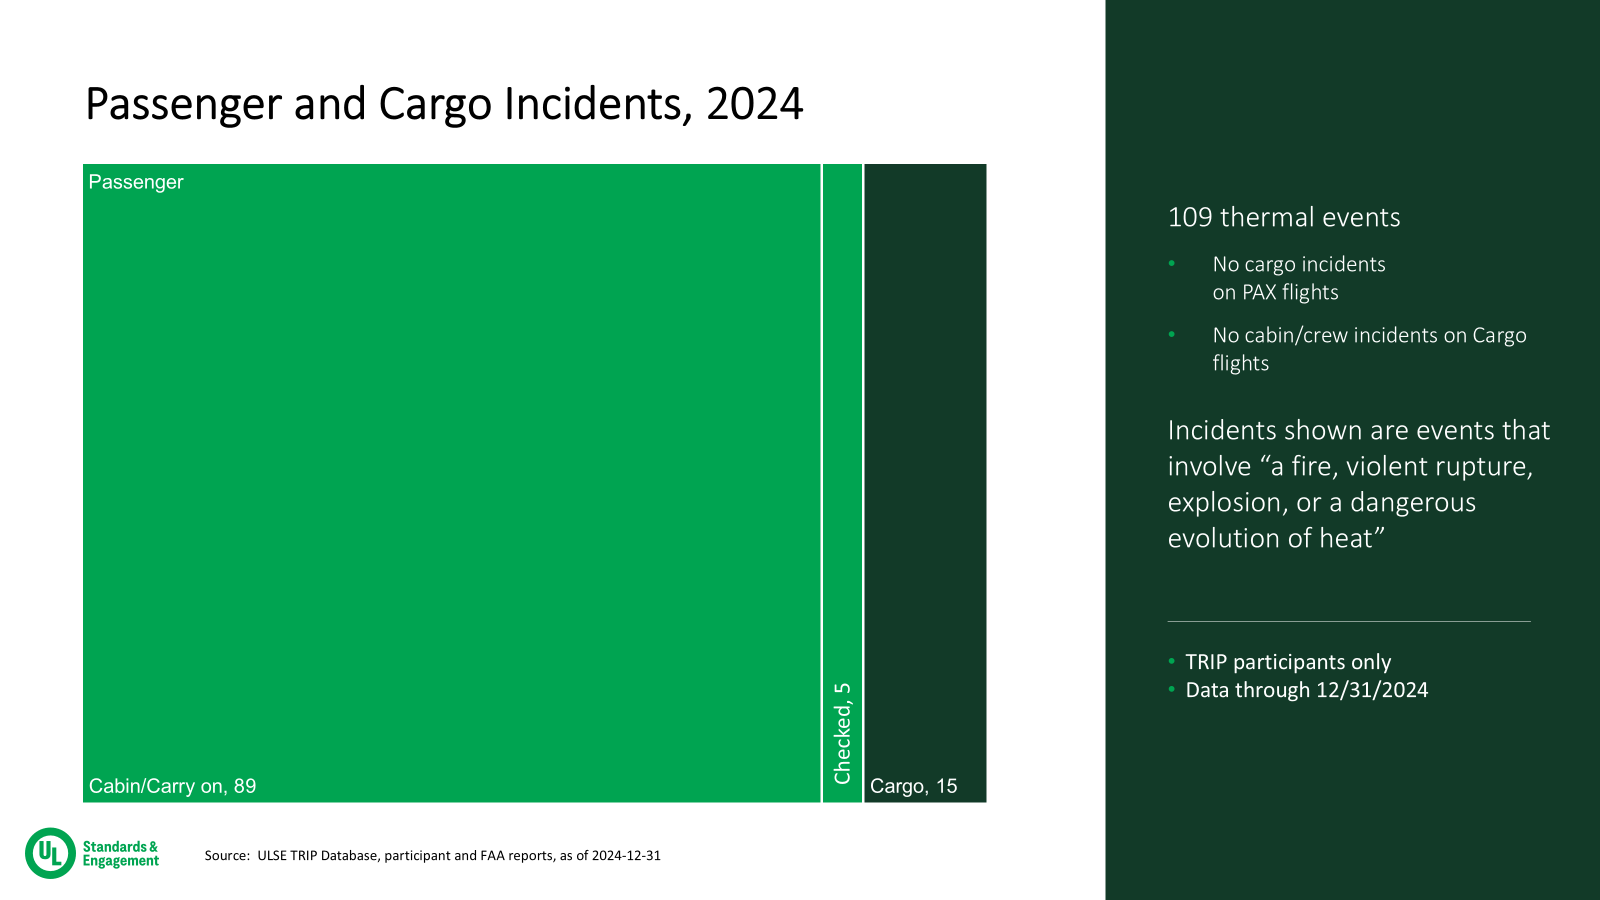 Passenger and Cargo Incidents, 2024
Passenger
Cabin/Carry on, 89
Checked, 5
Cargo, 15
109 thermal events
• No cargo incidents
on PAX flights
• No cabin/crew incidents on Cargo
flights
Incidents shown are events that
involve “a fire, violent rupture,
explosion, or a dangerous
evolution of heat”
• TRIP participants only
• Data through 12/31/2024
UL
Standards &
Engagement
Source: ULSE TRIP Database, participant and FAA reports, as of 2024-12-31